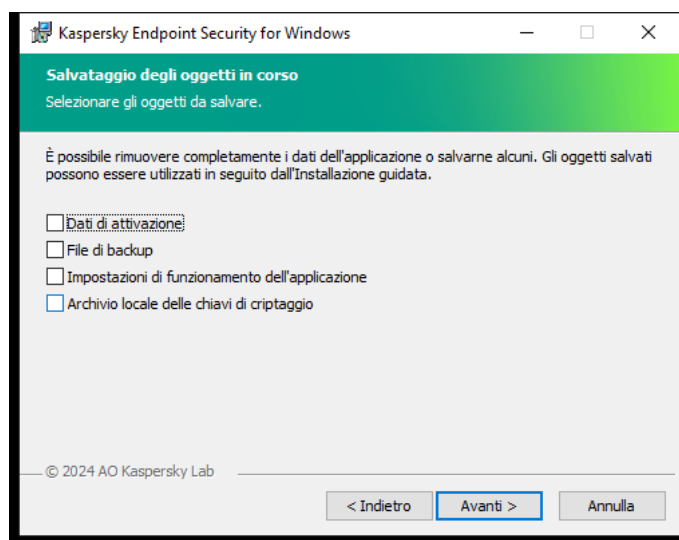 Kaspersky Endpoint Security for Windows
Salvataggio degli oggetti in corso
Selezionare gli oggetti da salvare.
È possibile rimuovere completamente i dati dell'applicazione o salvarne alcuni. Gli oggetti salvati
possono essere utilizzati in seguito dall'Installazione guidata.
Dati di attivazione
File di backup
Impostazioni di funzionamento dell'applicazione
Archivio locale delle chiavi di criptaggio
© 2024 AO Kaspersky Lab
< Indietro Avanti > Annulla